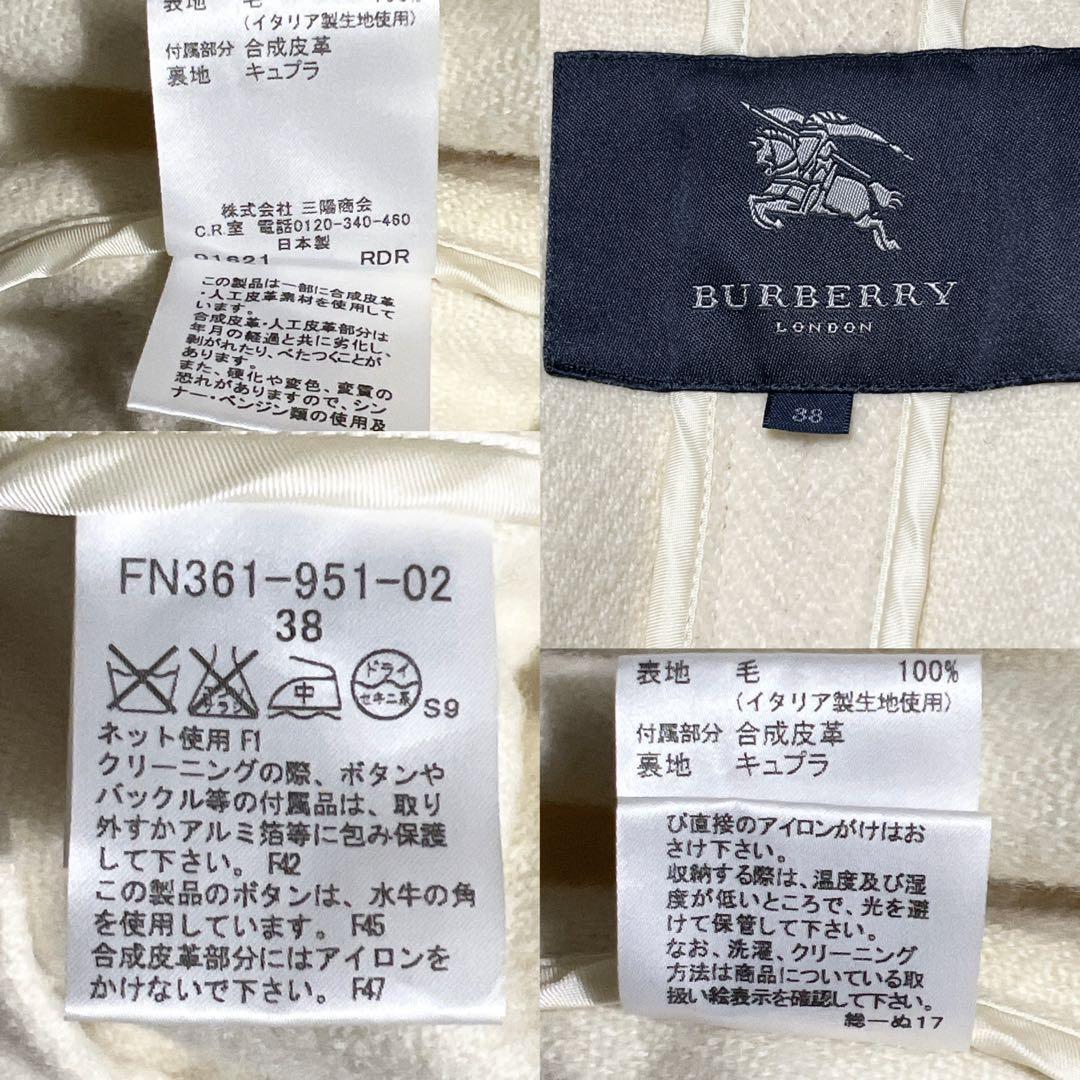 表地 毛 100%
(イタリア製生地使用)
付属部分 合成皮革
裏地 キュプラ
株式会社 三陽商会
C.R.室 電話0120-340-460
日本製
91621 RDR
この製品は一部に合成皮革
・人工皮革素材を使用して
います。
合成皮革・人工皮革部分は
年月の経過と共に劣化し、
剥がれたり、べたつくことが
あります。
また、硬化や変色、変質の
恐れがありますので、シン
ナー・ベンジン類の使用及
BURBERRY
LONDON
38
FN361-951-02
38
中
ドライ
セキユ系
S9
ネット使用 F1
クリーニングの際、ボタンや
バックル等の付属品は、取り
外すかアルミ箔等に包み保護
して下さい。 F42
この製品のボタンは、水牛の角
を使用しています。 F45
合成皮革部分にはアイロンを
かけないで下さい。 F47
表地 毛 100%
(イタリア製生地使用)
付属部分 合成皮革
裏地 キュプラ
び直接のアイロンがけはお
さけ下さい。
収納する際は、温度及び湿
度が低いところで、光を避
けて保管して下さい。
なお、洗濯、クリーニング
方法は商品についている取
扱い絵表示を確認して下さい。
総ーぬ17